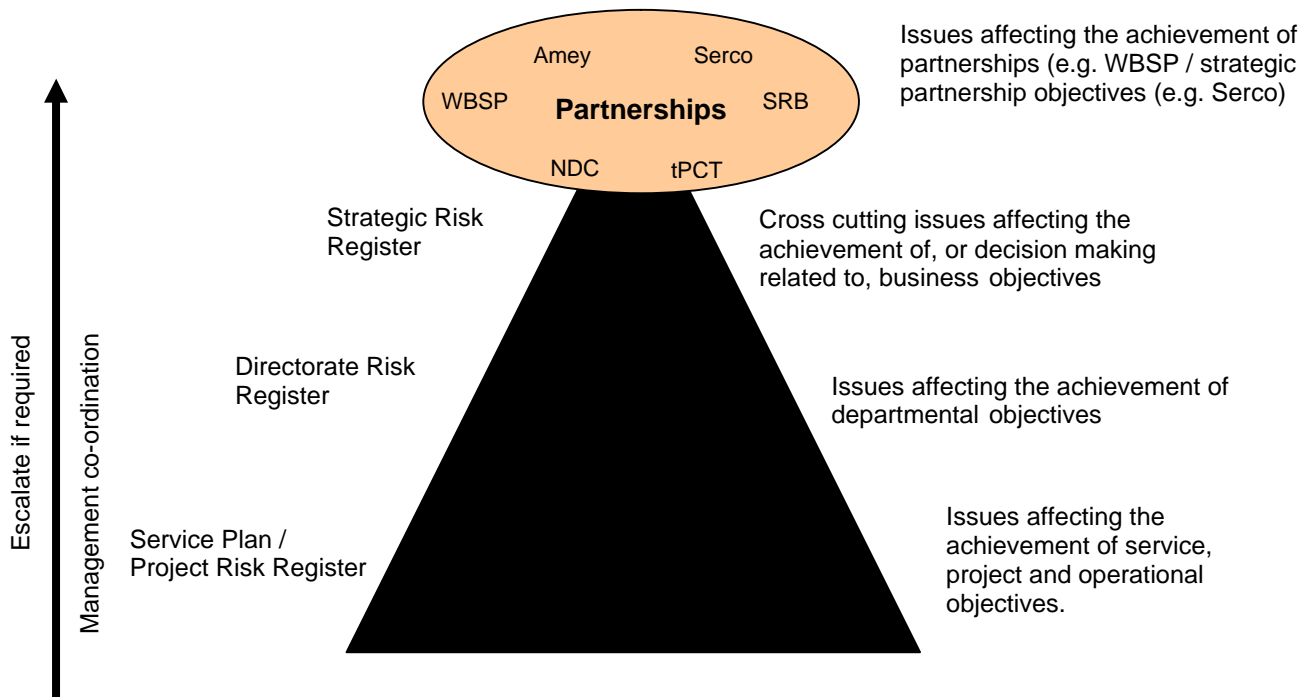 Amey
Serco
WBSP
Partnerships
SRB
NDC
tPCT
Issues affecting the achievement of
partnerships (e.g. WBSP / strategic
partnership objectives (e.g. Serco)
Strategic Risk
Register
Cross cutting issues affecting the
achievement of, or decision making
related to, business objectives
Directorate Risk
Register
Issues affecting the achievement of
departmental objectives
Service Plan /
Project Risk Register
Issues affecting the
achievement of service,
project and operational
objectives.
Escalate if required
Management co-ordination